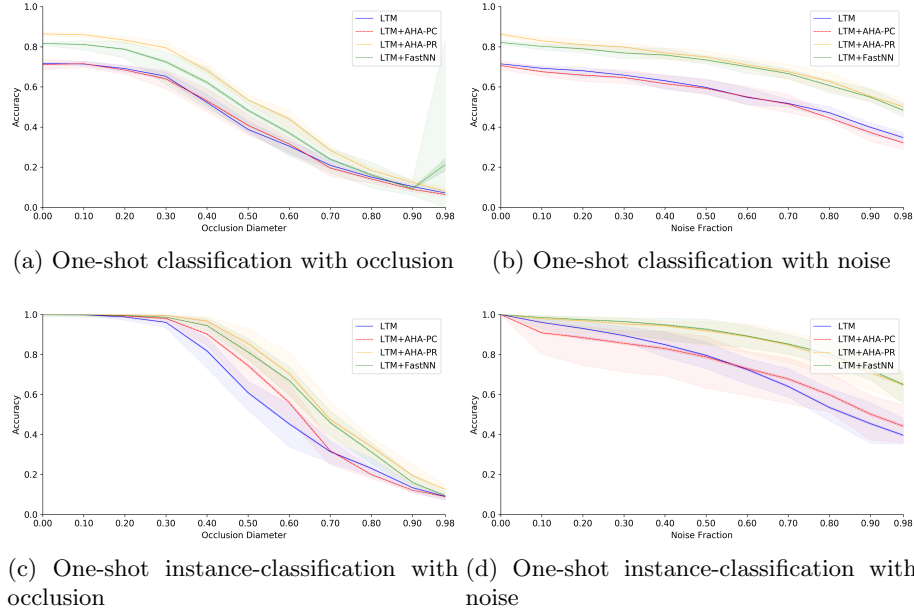 1.0
0.8
0.6
0.4
0.2
0.0
Accuracy
0.00 0.10 0.20 0.30 0.40 0.50 0.60 0.70 0.80 0.90 0.98
Occlusion Diameter
LTM
LTM+AHA-PC
LTM+AHA-PR
LTM+FastNN
(a) One-shot classification with occlusion
1.0
0.8
0.6
0.4
0.2
0.0
Accuracy
0.00 0.10 0.20 0.30 0.40 0.50 0.60 0.70 0.80 0.90 0.98
Noise Fraction
LTM
LTM+AHA-PC
LTM+AHA-PR
LTM+FastNN
(b) One-shot classification with noise
1.0
0.8
0.6
0.4
0.2
0.0
Accuracy
0.00 0.10 0.20 0.30 0.40 0.50 0.60 0.70 0.80 0.90 0.98
Occlusion Diameter
LTM
LTM+AHA-PC
LTM+AHA-PR
LTM+FastNN
(c) One-shot instance-classification with
occlusion
1.0
0.8
0.6
0.4
0.2
0.0
Accuracy
0.00 0.10 0.20 0.30 0.40 0.50 0.60 0.70 0.80 0.90 0.98
Noise Fraction
LTM
LTM+AHA-PC
LTM+AHA-PR
LTM+FastNN
(d) One-shot instance-classification with
noise